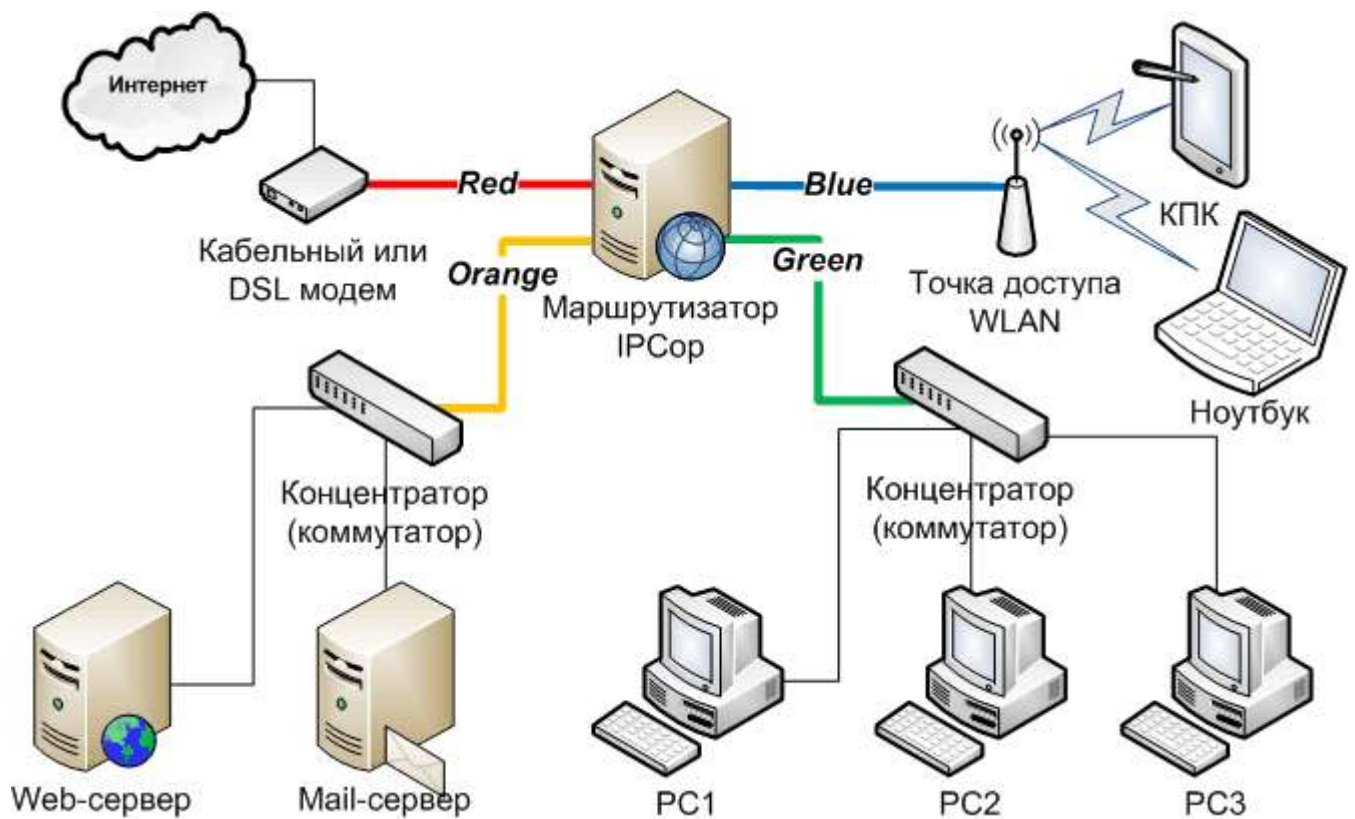 Интернет
Red
Blue
Кабельный или
DSL модем
Orange
Green
Маршрутизатор
IPCop
КПК
Точка доступа
WLAN
Ноутбук
Концентратор
(коммутатор)
Концентратор
(коммутатор)
Web-сервер
Mail-сервер
PC1
PC2
PC3